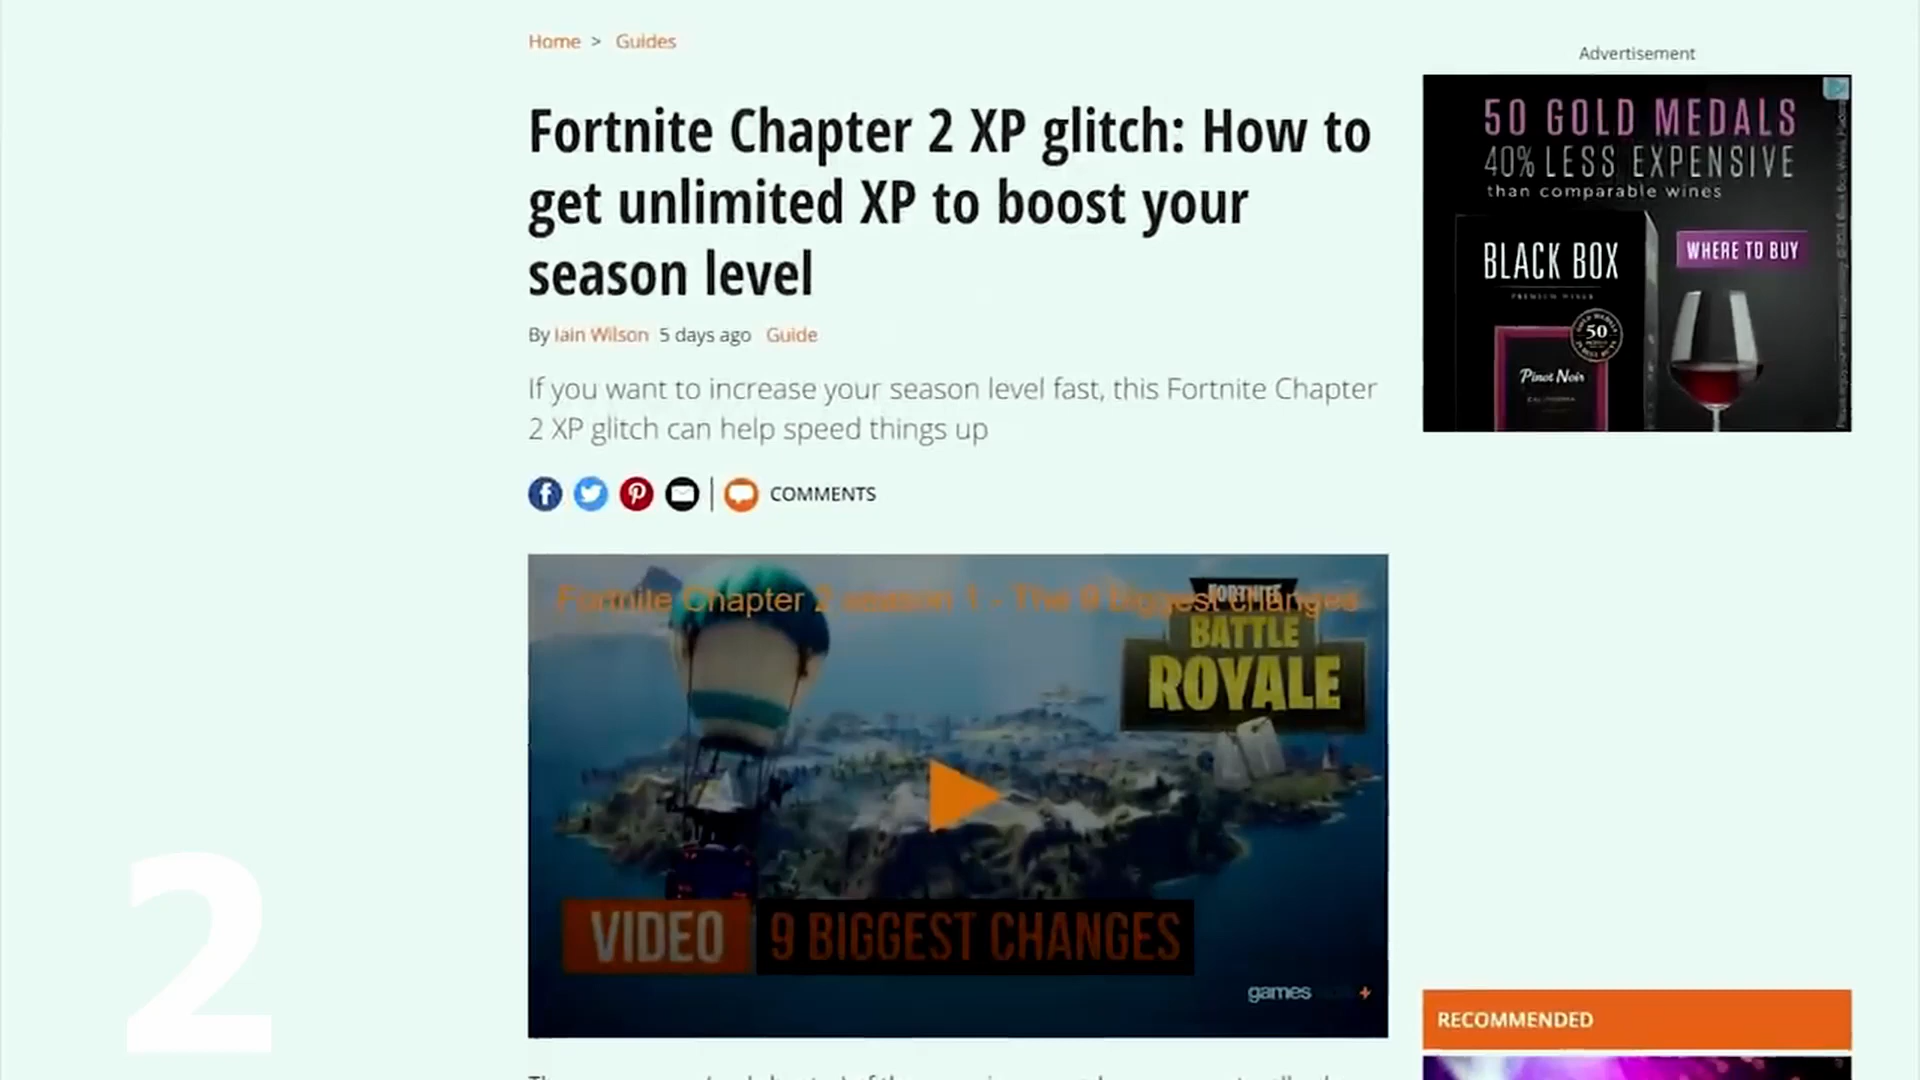 Home > Guides
Advertisement
Fortnite Chapter 2 XP glitch: How to
get unlimited XP to boost your
season level
By Iain Wilson 5 days ago Guide
If you want to increase your season level fast, this Fortnite Chapter
2 XP glitch can help speed things up
COMMENTS
50 GOLD MEDALS
40% LESS EXPENSIVE
than comparable wines
BLACK BOX
PREMIUM WINES
WHERE TO BUY
50
Pinot Noir
CALIFORNIA
Fortnite Chapter 2 season 1 - The 9 biggest changes
FORTNITE
BATTLE
ROYALE
VIDEO 9 BIGGEST CHANGES
games
2
RECOMMENDED